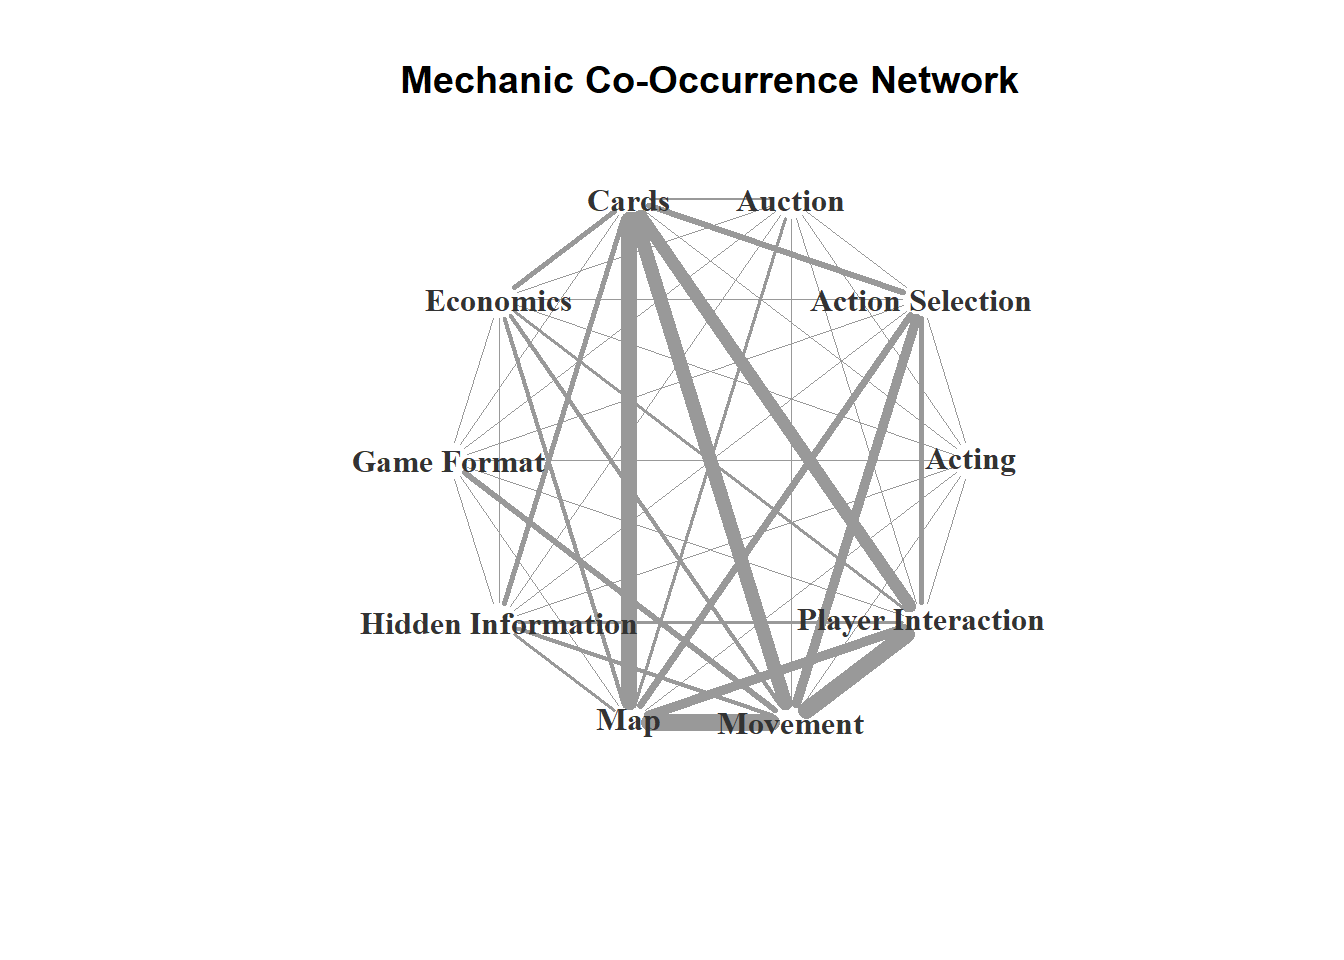 Mechanic Co-Occurrence Network
Cards
Auction
Economics
Action Selection
Game Format
Acting
Hidden Information
Player Interaction
Map
Movement